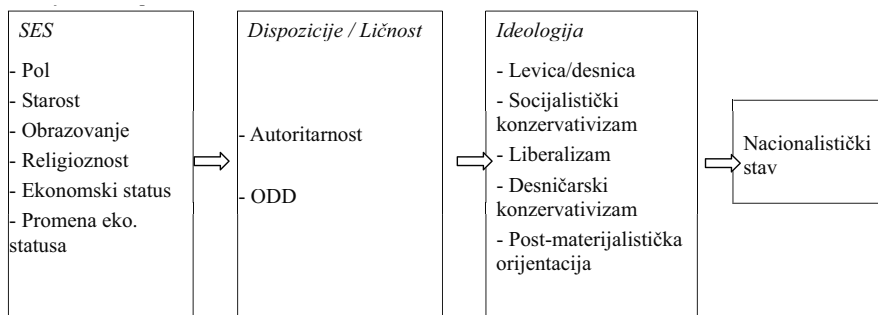 SES
- Pol
- Starost
- Obrazovanje
- Religioznost
- Ekonomski status
- Promena eko.
statusa
Dispozicije / Ličnost
- Autoritarnost
- ODD
Ideologija
- Levica/desnica
- Socijalistički
konzervativizam
- Liberalizam
- Desničarski
konzervativizam
- Post-materijalistička
orijentacija
Nacionalistički
stav